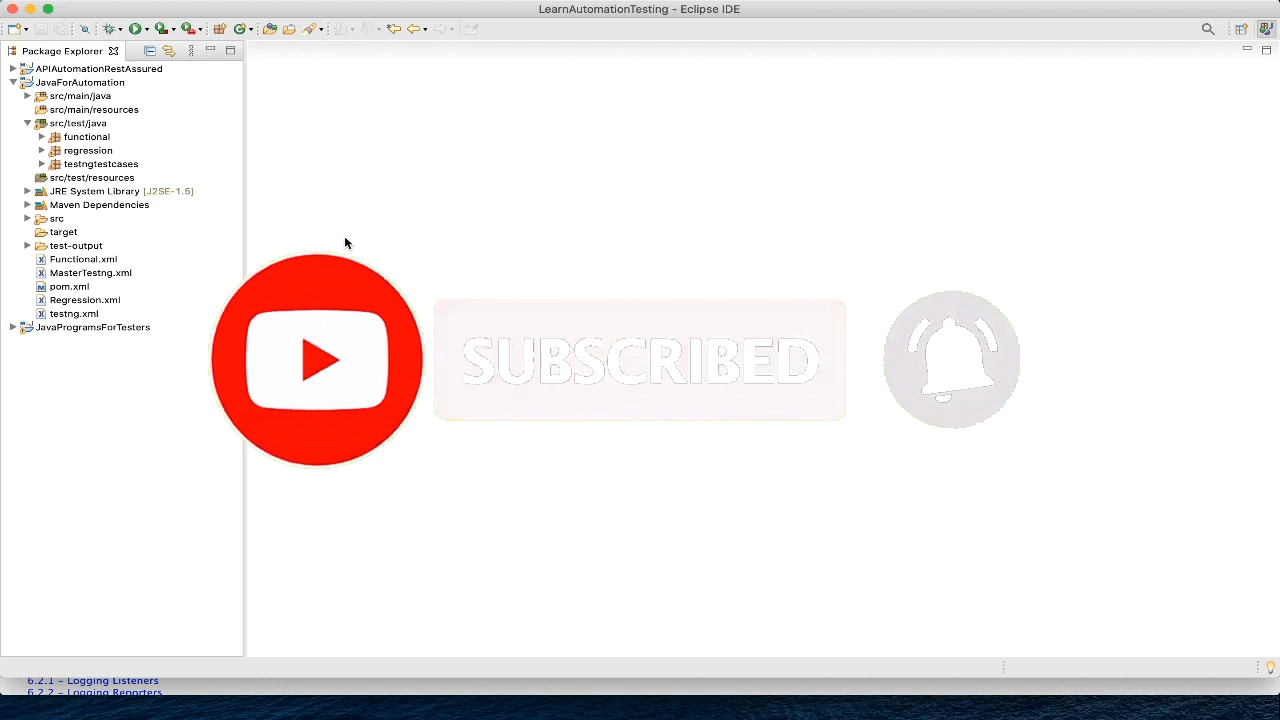 LearnAutomationTesting - Eclipse IDE
Package Explorer
APIAutomationRestAssured
JavaForAutomation
src/main/java
src/main/resources
src/test/java
functional
regression
testngtestcases
src/test/resources
JRE System Library [J2SE-1.5]
Maven Dependencies
src
target
test-output
Functional.xml
MasterTestng.xml
pom.xml
Regression.xml
testng.xml
JavaProgramsForTesters
SUBSCRIBED
6.2.1 - Logging Listeners
6.2.2 - Logging Reporters